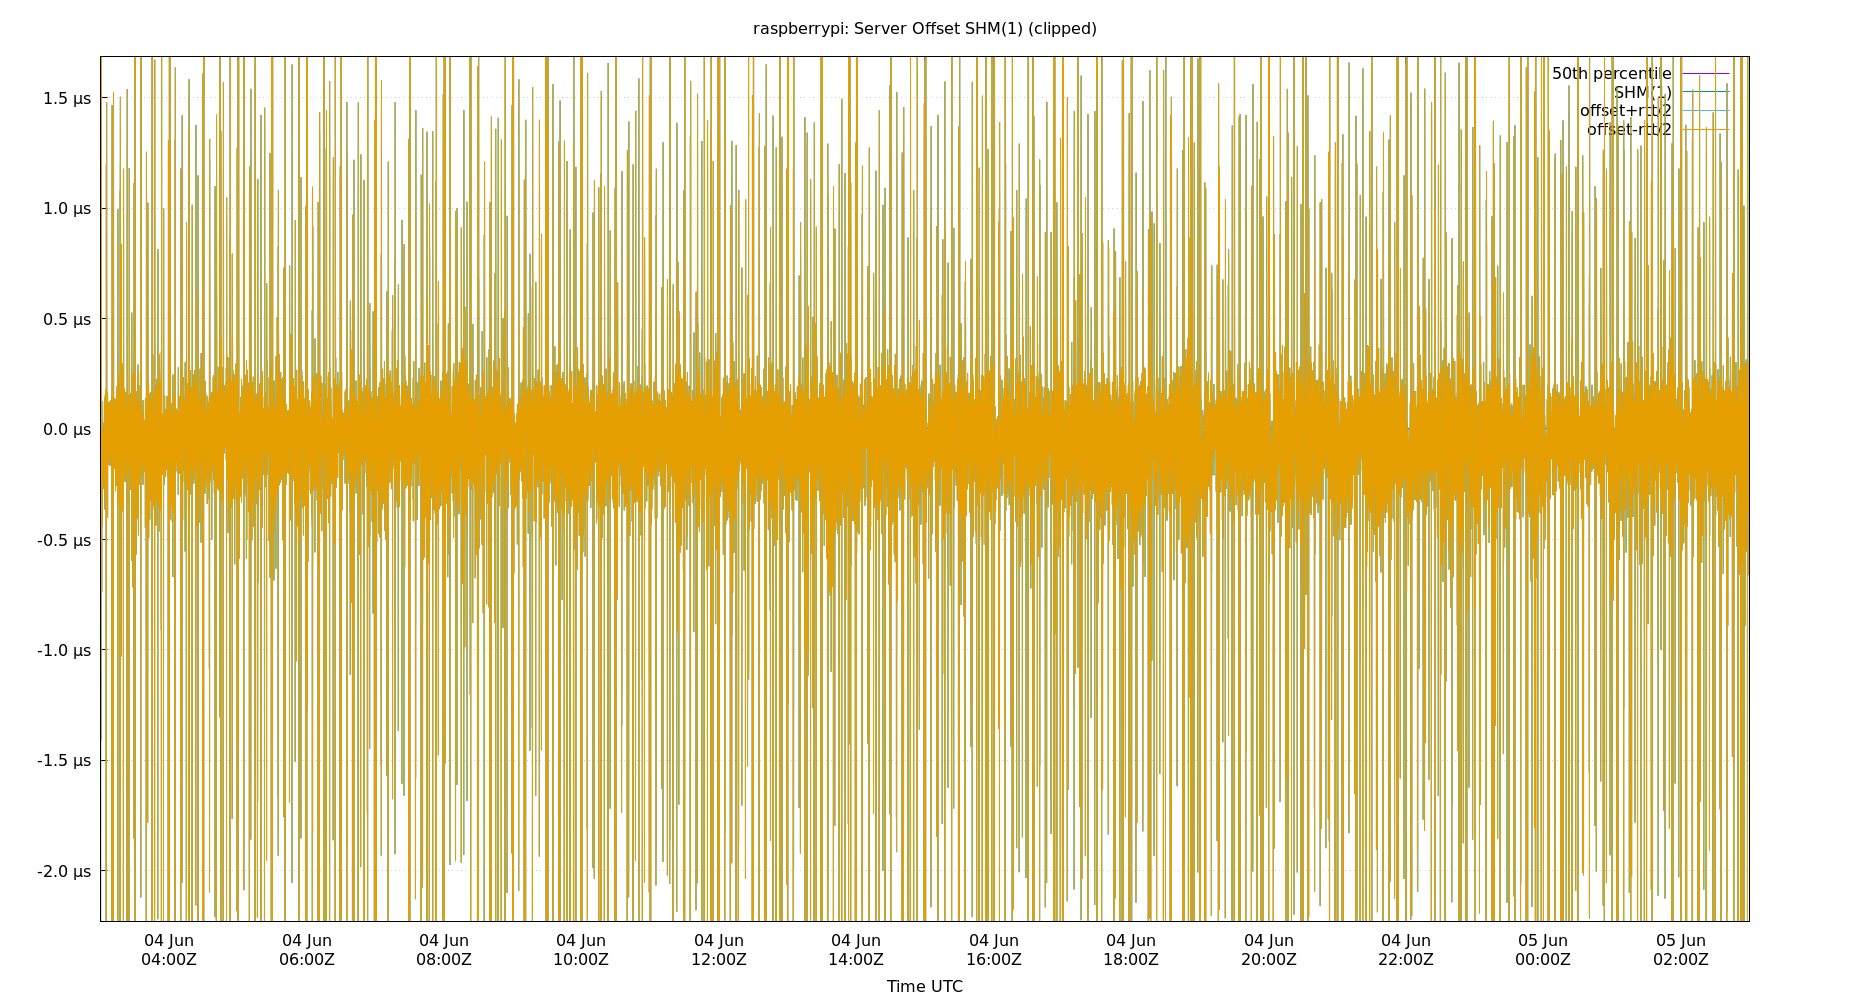 raspberrypi: Server Offset SHM(1) (clipped)
50th percentile
SHM(1)
offset+rtt/2
offset-rtt/2
1.5 µs
1.0 µs
0.5 µs
0.0 µs
-0.5 µs
-1.0 µs
-1.5 µs
-2.0 µs
04 Jun 04 Jun 04 Jun 04 Jun 04 Jun 04 Jun 04 Jun 04 Jun 04 Jun 04 Jun 05 Jun 05 Jun
04:00Z 06:00Z 08:00Z 10:00Z 12:00Z 14:00Z 16:00Z 18:00Z 20:00Z 22:00Z 00:00Z 02:00Z
Time UTC